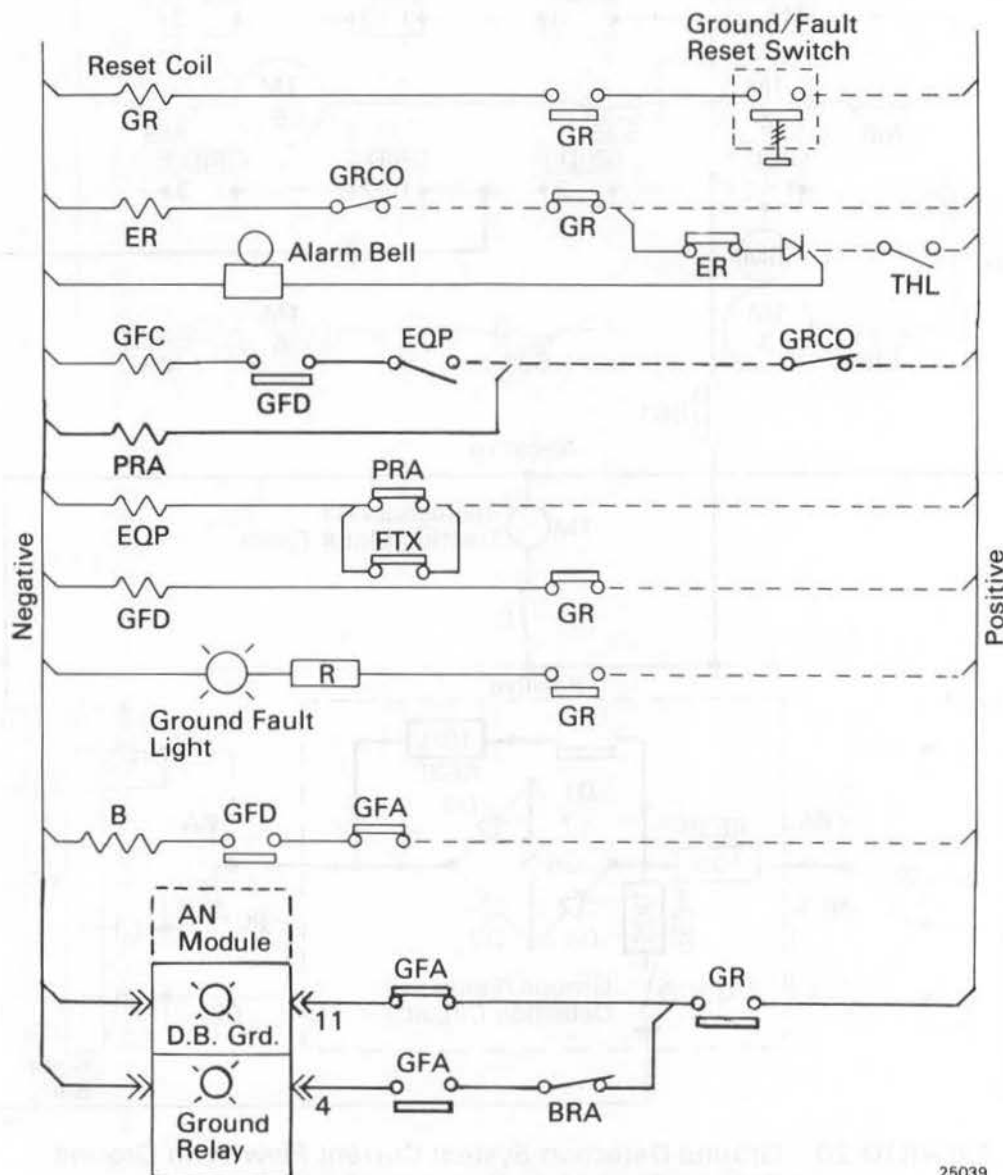 Ground/Fault
Reset Switch
Reset Coil
GR
GR
GRCO
ER
GR
Alarm Bell
ER
THL
GFC
EQP
GRCO
GFD
PRA
PRA
EQP
FTX
GFD
GR
Negative
Positive
R
GR
Ground Fault
Light
B
GFD
GFA
AN
Module
GFA
GR
D.B. Grd.
11
GFA
4
BRA
Ground
Relay
25039